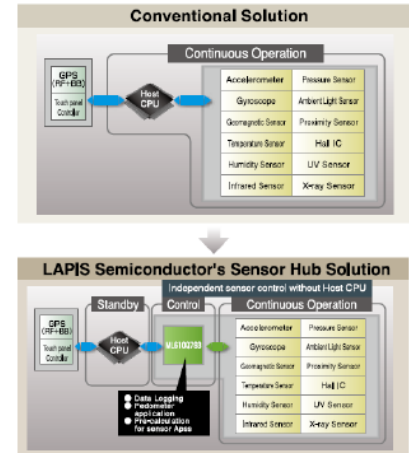 Conventional Solution
Continuous Operation
GPS
(RF+BB)
Touch panel
Controller
Host
CPU
Accelerometer
Pressure Sensor
Gyroscope
Ambient Light Sensor
Geomagnetic Sensor
Proximity Sensor
Temperature Sensor
Hall IC
Humidity Sensor
UV Sensor
Infrared Sensor
X-ray Sensor
LAPIS Semiconductor's Sensor Hub Solution
Independent sensor control without Host CPU
Standby
Control
Continuous Operation
GPS
(RF+BB)
Touch panel
Controller
Host
CPU
Accelerometer
Pressure Sensor
Gyroscope
Ambient Light Sensor
Geomagnetic Sensor
Proximity Sensor
Temperature Sensor
Hall IC
Humidity Sensor
UV Sensor
Infrared Sensor
X-ray Sensor
● Data Logging
● Pedometer
application
● Pre-calculation
for sensor Apps